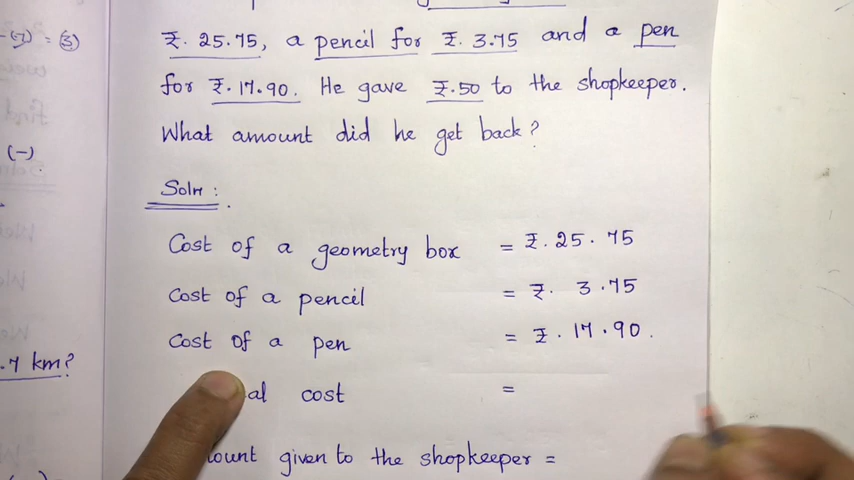 ₹. 25.75, a pencil for ₹. 3.75 and a pen
for ₹.17.90. He gave ₹.50 to the shopkeeper.
What amount did he get back?
Soln :
Cost of a geometry box = ₹. 25.75
Cost of a pencil = ₹. 3.75
Cost of a pen = ₹. 17.90.
cost =
given to the shopkeeper =
(-)
km?